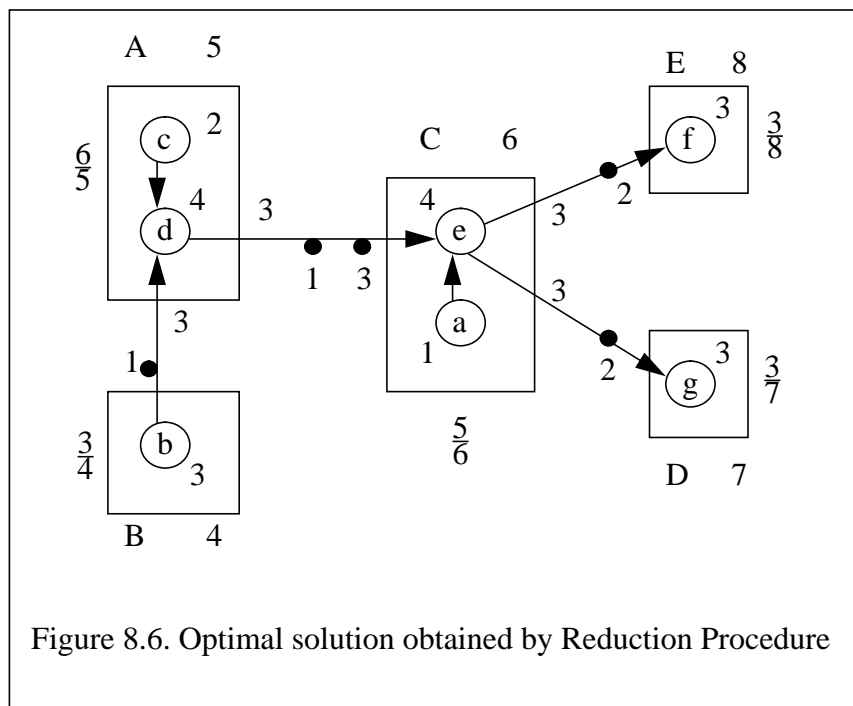 A 5
E 8
c 2
3
f
3/8
6/5
C 6
d 4
3
4
e
3
2
1 3
3
3
a
1
1
2
3
g
3/7
b
3
3/4
5/6
D 7
B 4
Figure 8.6. Optimal solution obtained by Reduction Procedure